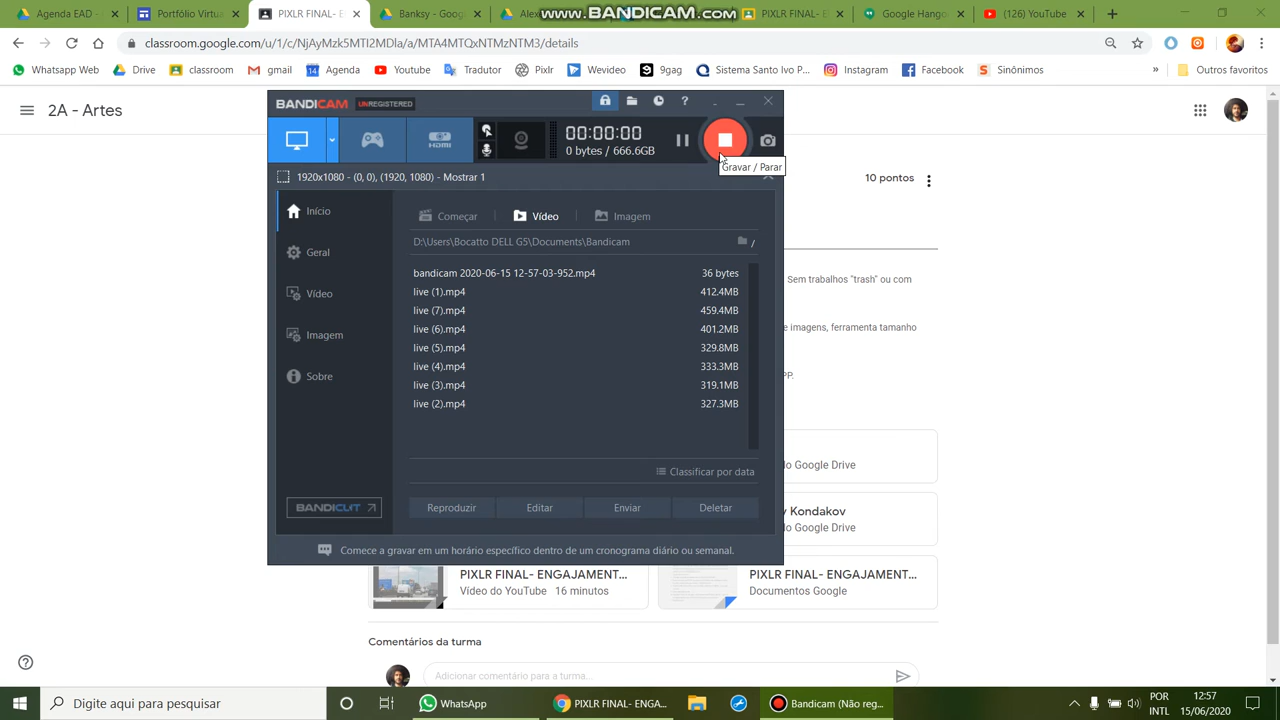 www.BANDICAM.com
Portfólio Virtual
PIXLR FINAL- E
Google Hangou
(126) YouTube
classroom.google.com/u/1/c/NjAyMzk5MTI2MDla/a/MTA4MTQxNTMzNTM3/details
Whatsapp Web
Drive
classroom
gmail
Agenda
Youtube
Tradutor
Pixlr
Wevideo
9gag
Sistema Santo Ivo Po...
Instagram
Facebook
Sinônimos
»
Outros favoritos
2A - Artes
BANDICAM UNREGISTERED
HDMI
00:00:00
0 bytes / 666.6GB
Gravar / Parar
1920x1080 - (0, 0), (1920, 1080) - Mostrar 1
10 pontos
Início
Geral
Vídeo
Imagem
Sobre
BANDICUT
Começar
Vídeo
Imagem
D:\Users\Bocatto DELL G5\Documents\Bandicam
/
bandicam 2020-06-15 12-57-03-952.mp4 36 bytes
live (1).mp4 412.4MB
live (7).mp4 459.4MB
live (6).mp4 401.2MB
live (5).mp4 329.8MB
live (4).mp4 333.3MB
live (3).mp4 319.1MB
live (2).mp4 327.3MB
Classificar por data
Reproduzir
Editar
Enviar
Deletar
Comece a gravar em um horário específico dentro de um cronograma diário ou semanal.
Sem trabalhos "trash" ou com
e imagens, ferramenta tamanho
PP.
do Google Drive
y Kondakov
do Google Drive
PIXLR FINAL- ENGAJAMENT...
Vídeo do YouTube 16 minutos
PIXLR FINAL- ENGAJAMENT...
Documentos Google
Comentários da turma
Adicionar comentário para a turma...
Digite aqui para pesquisar
WhatsApp
PIXLR FINAL- ENGA...
Bandicam (Não reg...
POR
INTL
12:57
15/06/2020